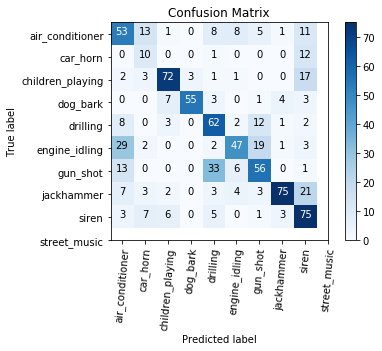 Confusion Matrix
air_conditioner 53 13 1 0 8 8 5 1 11
car_horn 0 10 0 0 0 0 2 0 12
children_playing 2 3 72 3 1 1 0 0 17
dog_bark 0 0 7 55 3 0 1 4 3
drilling 8 0 3 0 62 2 12 1 2
engine_idling 29 2 0 0 2 47 19 1 3
gun_shot 13 0 0 0 33 6 56 0 1
jackhammer 7 3 2 0 3 4 3 75 21
siren 3 7 6 0 5 0 1 3 75
street_music
air_conditioner
car_horn
children_playing
dog_bark
drilling
engine_idling
gun_shot
jackhammer
siren
street_music
True label
Predicted label
70
60
50
40
30
20
10
0